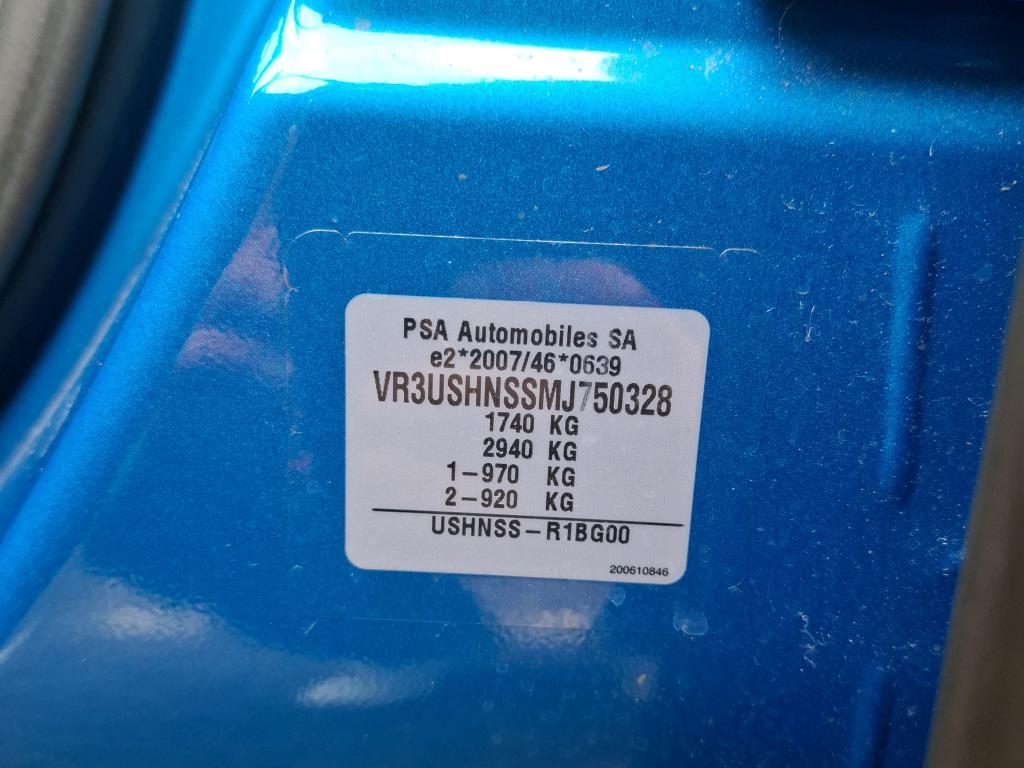 PSA Automobiles SA
e2*2007/46*0639
VR3USHNSSMJ750328
1740 KG
2940 KG
1-970 KG
2-920 KG
USHNSS-R1BG00
200610846